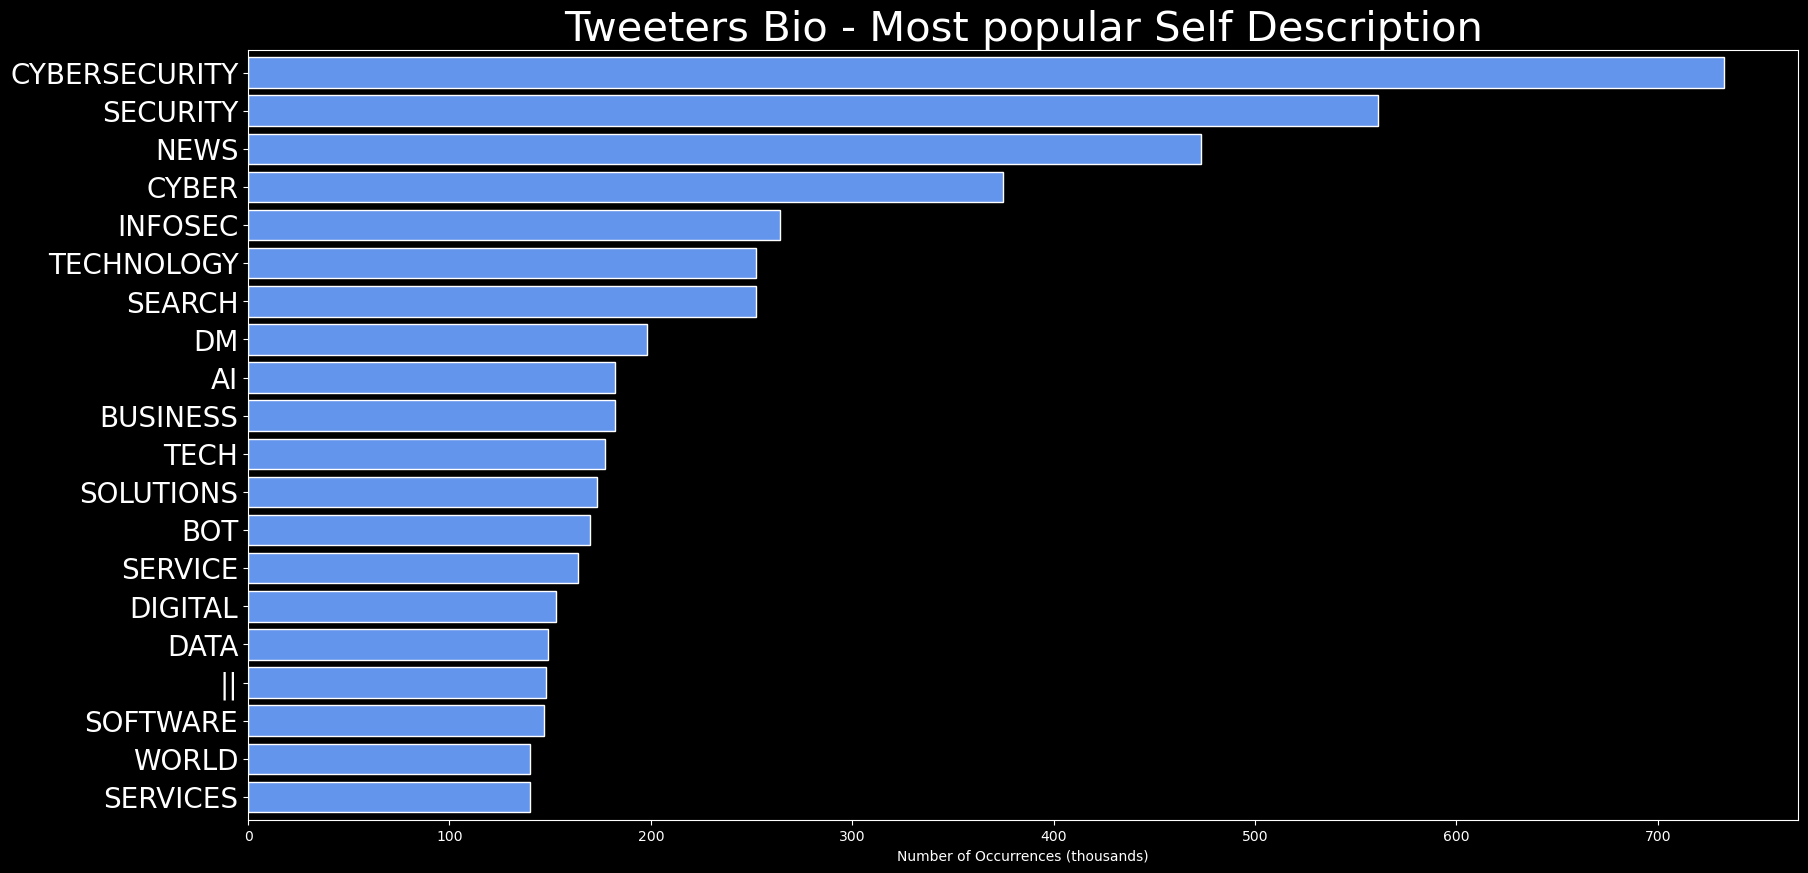 Tweeters Bio - Most popular Self Description
CYBERSECURITY
SECURITY
NEWS
CYBER
INFOSEC
TECHNOLOGY
SEARCH
DM
AI
BUSINESS
TECH
SOLUTIONS
BOT
SERVICE
DIGITAL
DATA
||
SOFTWARE
WORLD
SERVICES
0 100 200 300 400 500 600 700
Number of Occurrences (thousands)